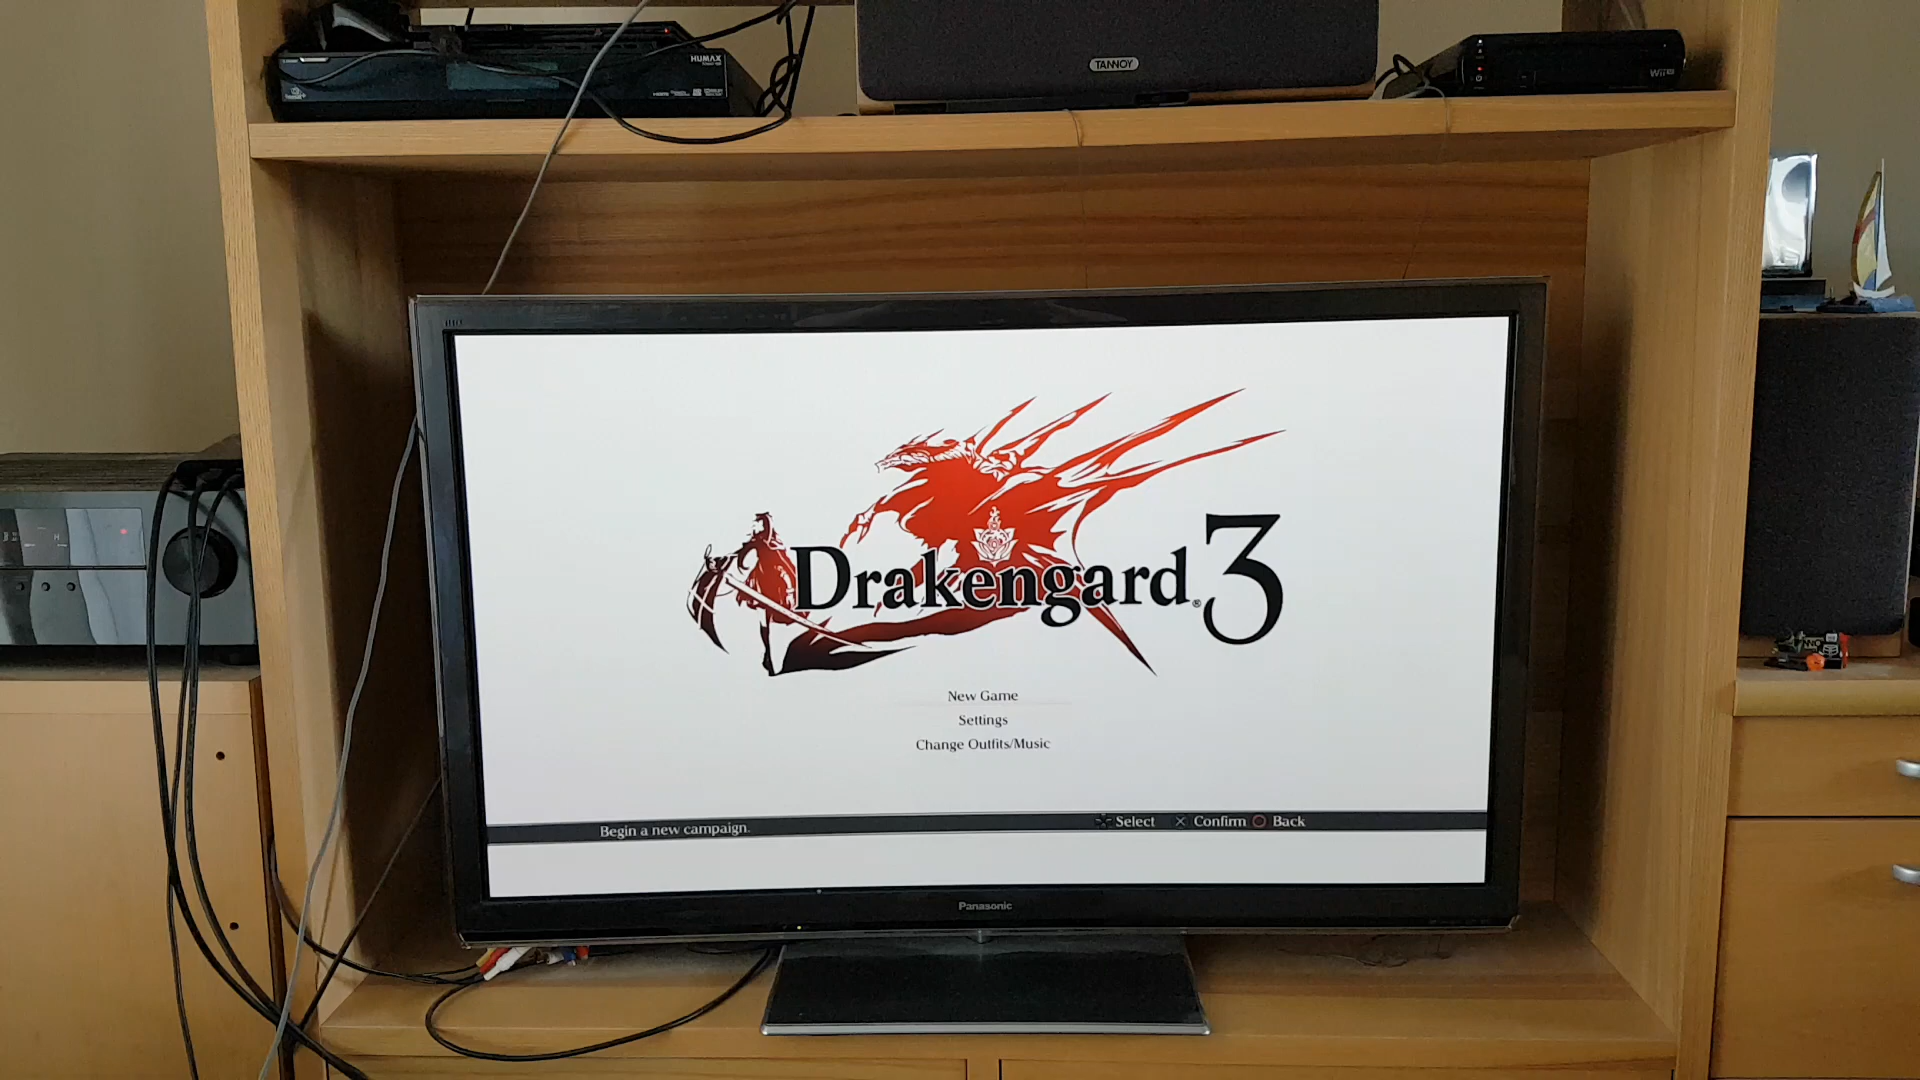 HUMAX
TANNOY
Wii U
Drakengard® 3
New Game
Settings
Change Outfits/Music
Begin a new campaign.
Select Confirm Back
Panasonic